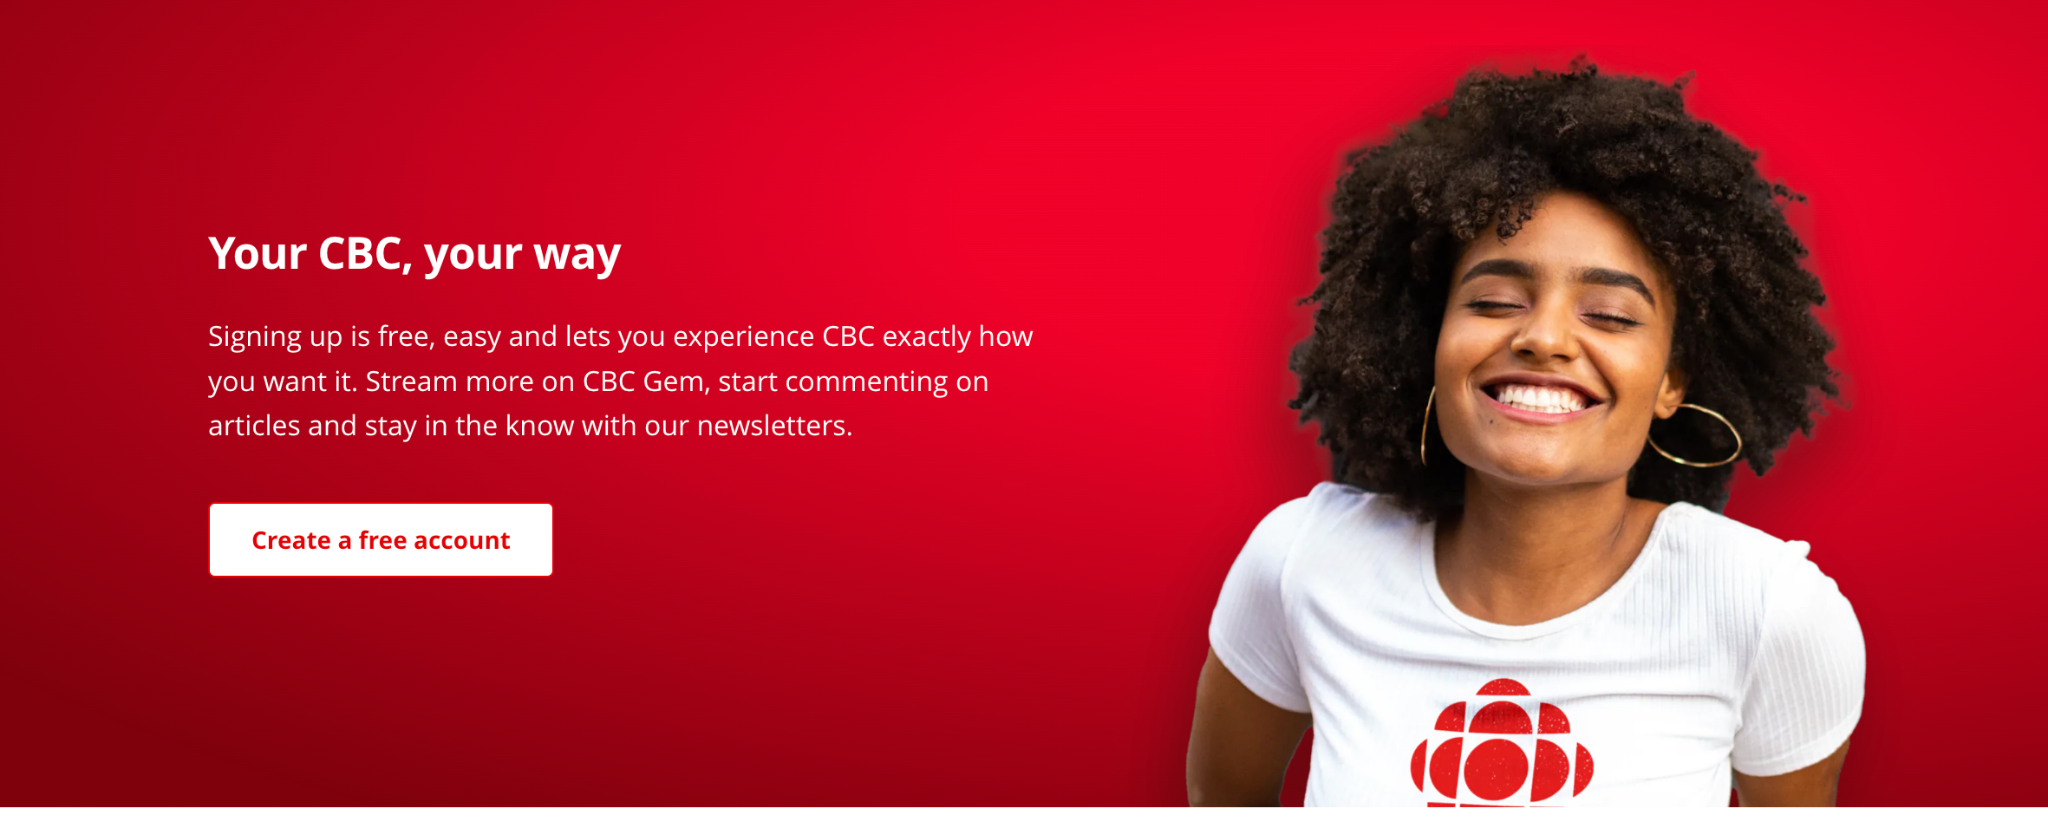 Your CBC, your way
Signing up is free, easy and lets you experience CBC exactly how
you want it. Stream more on CBC Gem, start commenting on
articles and stay in the know with our newsletters.
Create a free account